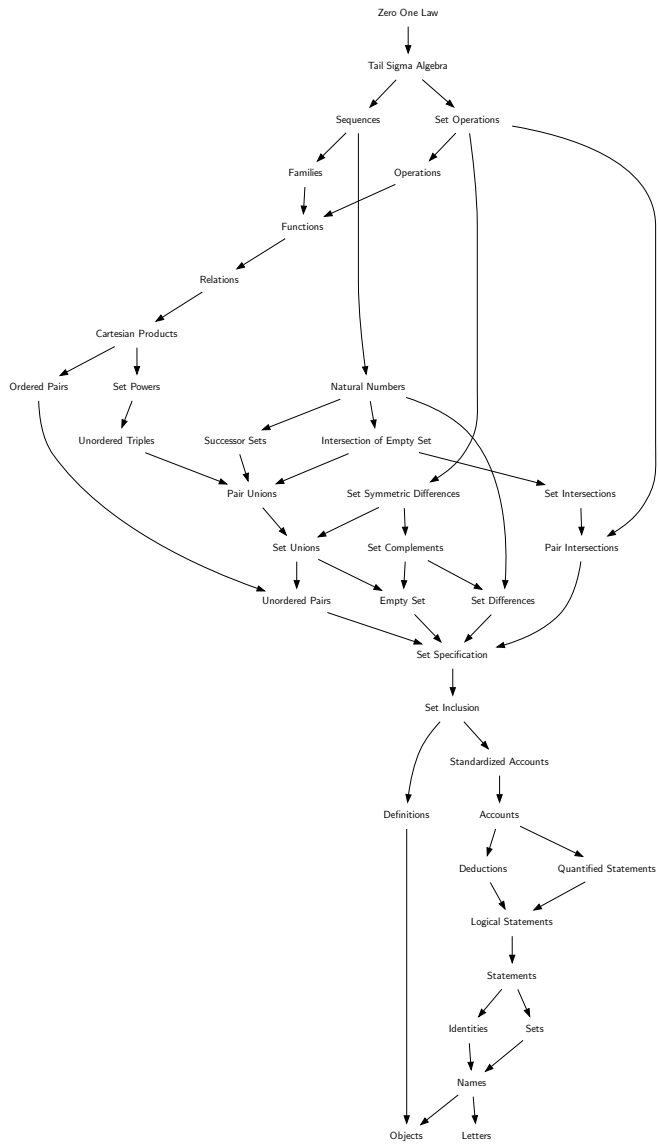 Zero One Law
Tail Sigma Algebra
Sequences
Set Operations
Families
Operations
Functions
Relations
Cartesian Products
Ordered Pairs
Set Powers
Natural Numbers
Unordered Triples
Successor Sets
Intersection of Empty Set
Pair Unions
Set Symmetric Differences
Set Intersections
Set Unions
Set Complements
Pair Intersections
Unordered Pairs
Empty Set
Set Differences
Set Specification
Set Inclusion
Standardized Accounts
Definitions
Accounts
Deductions
Quantified Statements
Logical Statements
Statements
Identities
Sets
Names
Objects
Letters